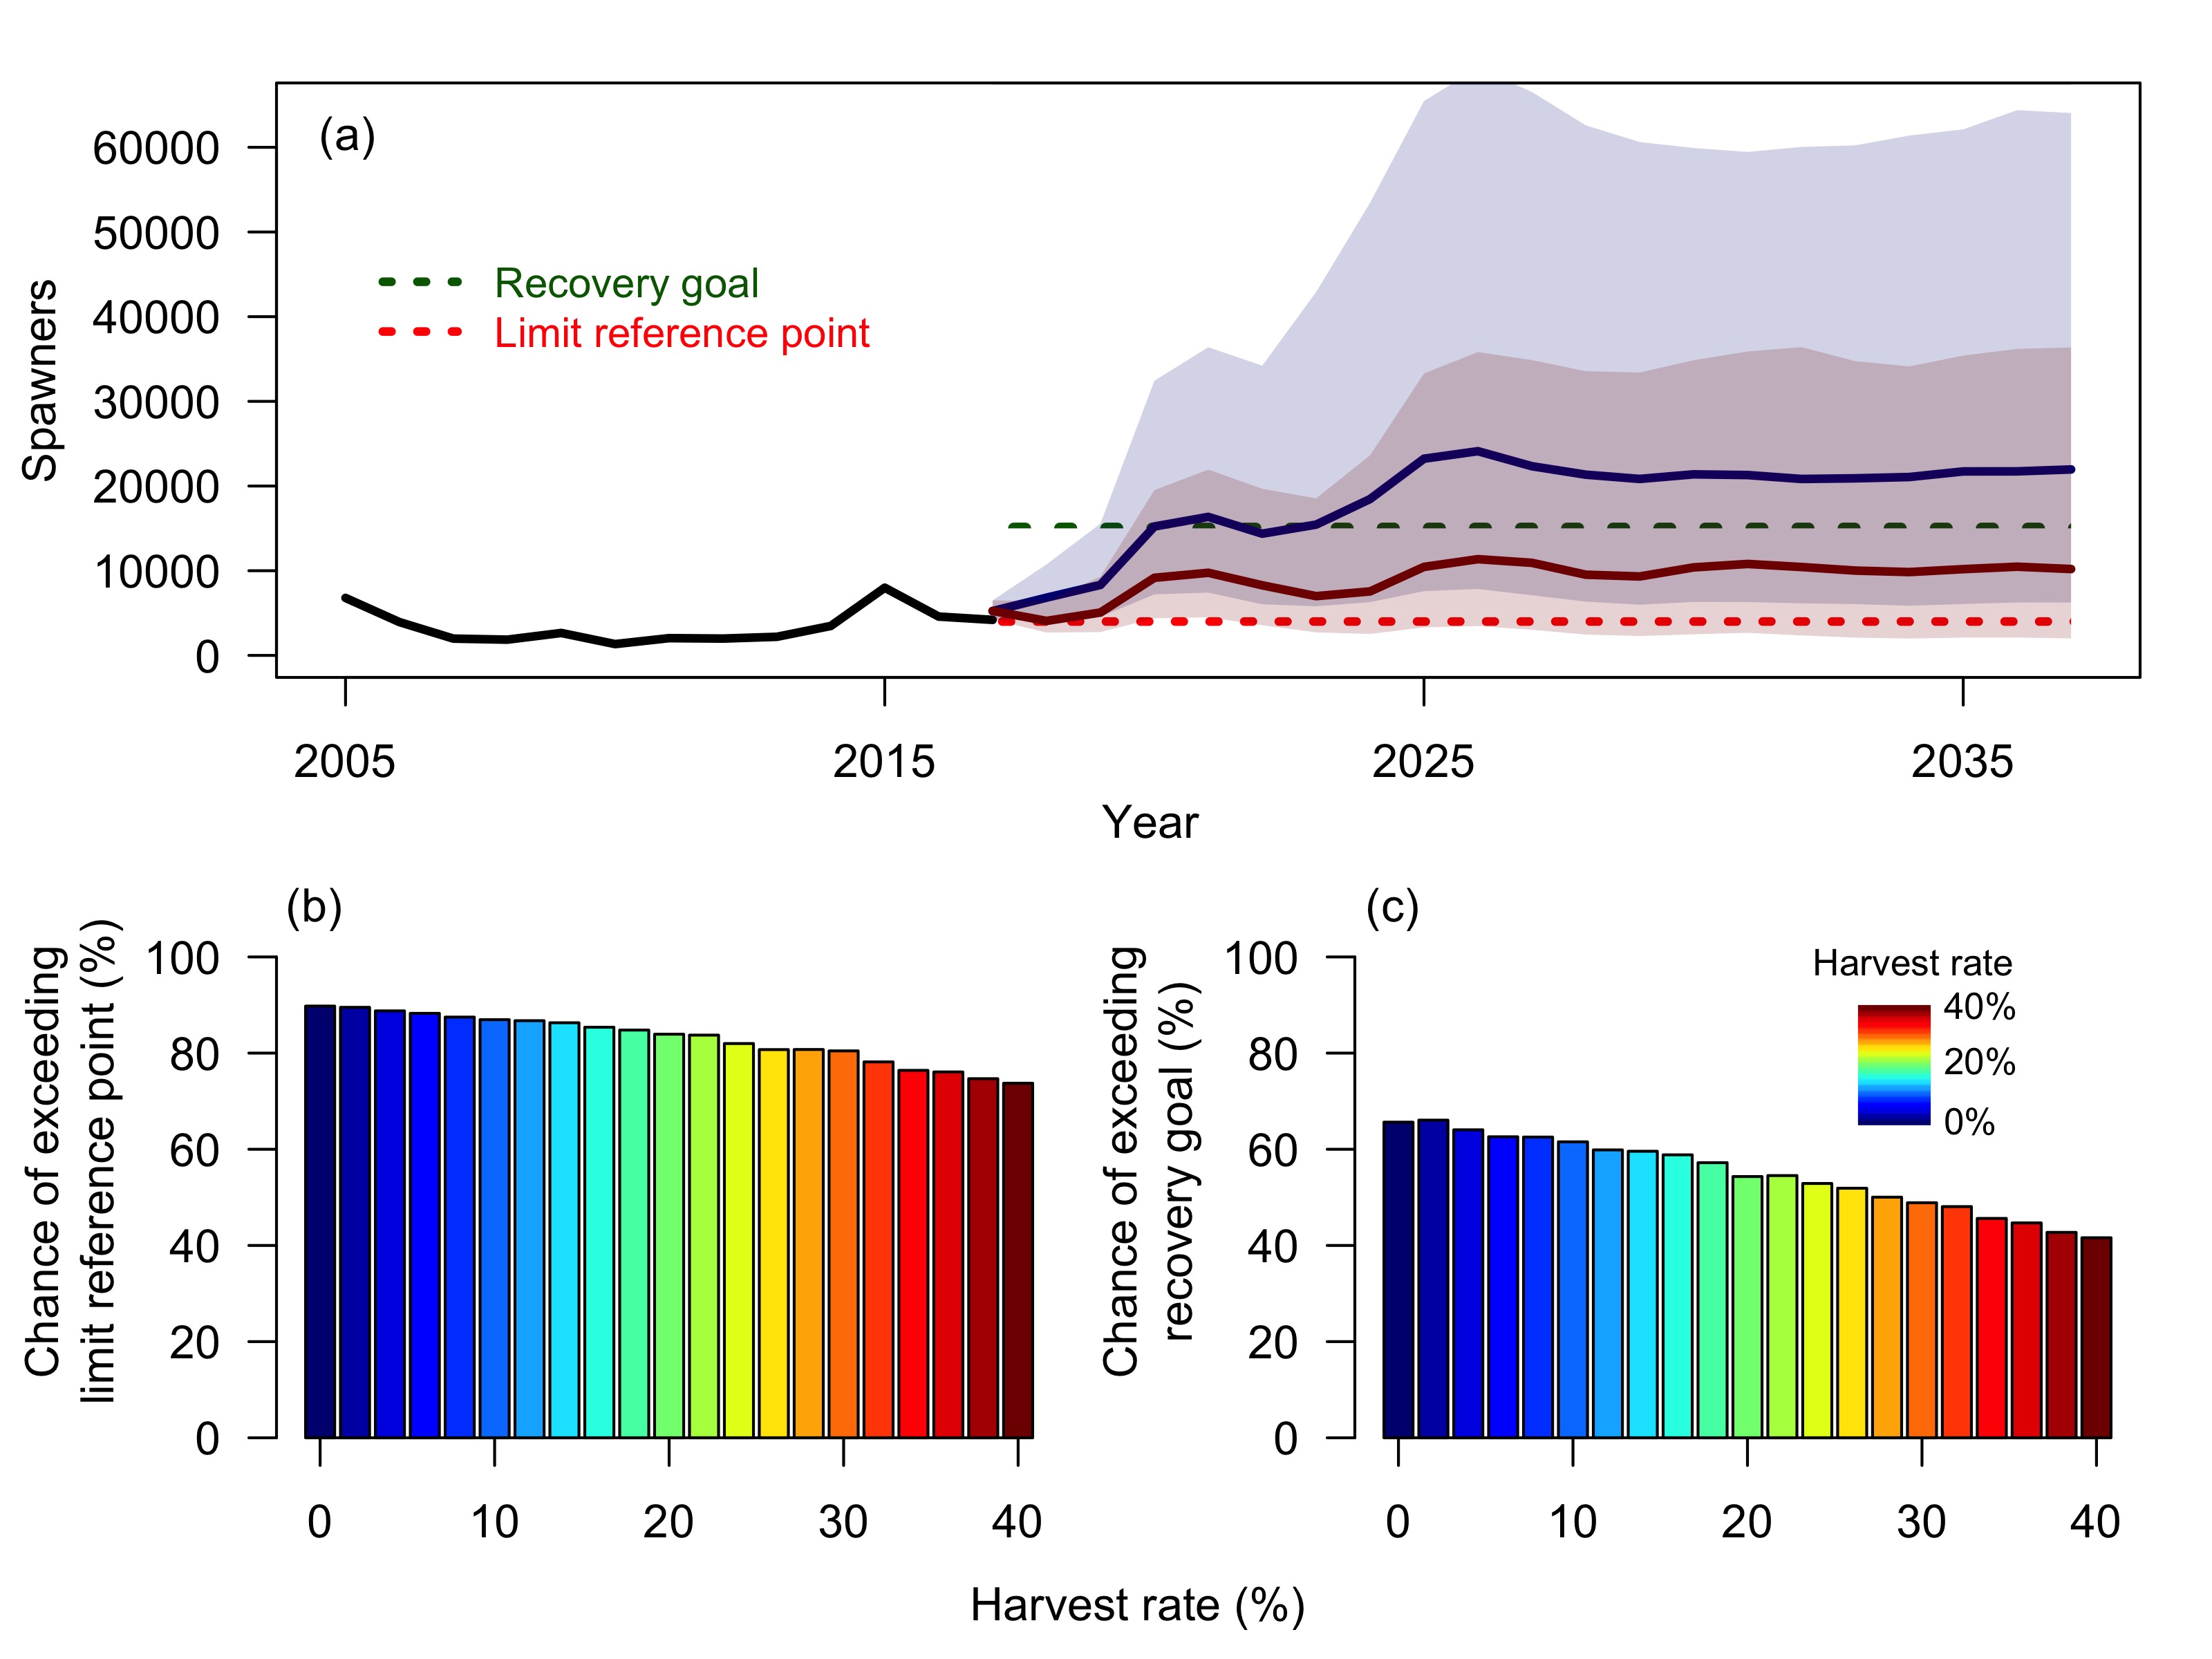 (a)
60000
50000
40000
30000
20000
10000
0
Spawners
Recovery goal
Limit reference point
2005 2015 2025 2035
Year
(b)
Chance of exceeding
limit reference point (%)
100
80
60
40
20
0
0 10 20 30 40
(c)
Chance of exceeding
recovery goal (%)
100
80
60
40
20
0
Harvest rate
40%
20%
0%
0 10 20 30 40
Harvest rate (%)